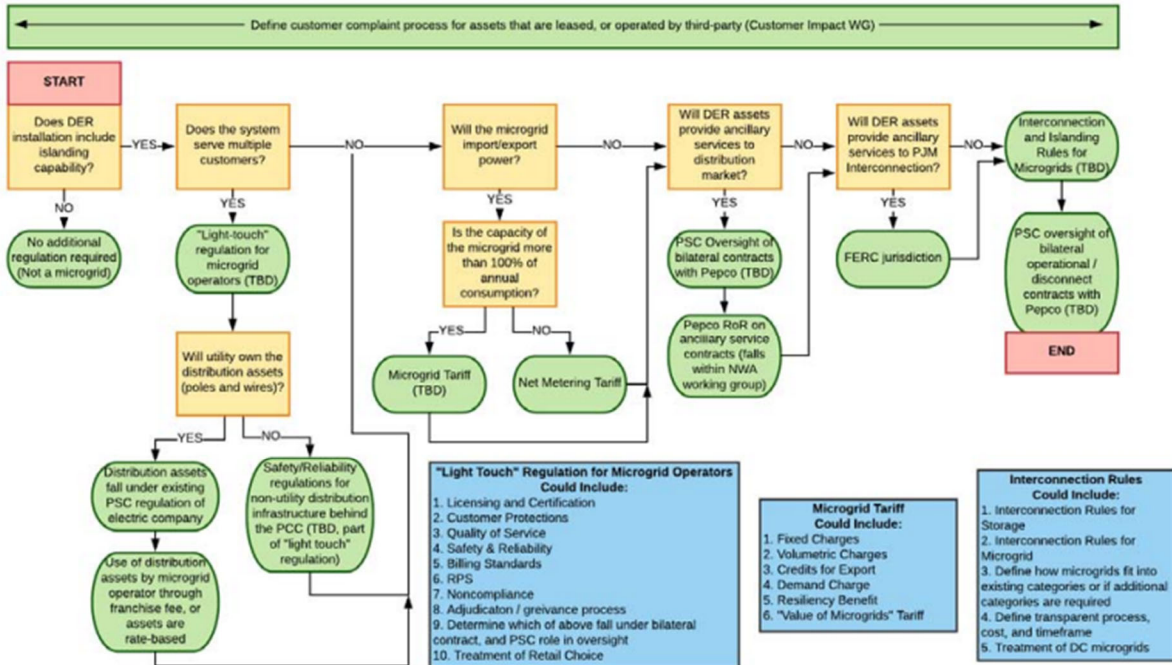 Define customer complaint process for assets that are leased, or operated by third-party (Customer Impact WG)
START
Does DER
installation include
islanding
capability?
YES
NO
No additional
regulation required
(Not a microgrid)
Does the system
serve multiple
customers?
NO
YES
"Light-touch"
regulation for
microgrid
operators (TBD)
Will utility own the
distribution assets
(poles and wires)?
YES
NO
Distribution assets
fall under existing
PSC regulation of
electric company
Use of distribution
assets by microgrid
operator through
franchise fee, or
assets are
rate-based
Safety/Reliability
regulations for
non-utility distribution
infrastructure behind
the PCC (TBD, part
of "light touch"
regulation)
Will the microgrid
import/export
power?
NO
YES
Is the capacity of
the microgrid more
than 100% of
annual
consumption?
YES
NO
Microgrid Tariff
(TBD)
Net Metering Tariff
Will DER assets
provide ancillary
services to
distribution
market?
NO
YES
PSC Oversight of
bilateral contracts
with Pepco (TBD)
Pepco RoR on
ancillary service
contracts (falls
within NWA
working group)
Will DER assets
provide ancillary
services to PJM
Interconnection?
NO
YES
FERC jurisdiction
Interconnection
and Islanding
Rules for
Microgrids (TBD)
PSC oversight of
bilateral
operational /
disconnect
contracts with
Pepco (TBD)
END
"Light Touch" Regulation for Microgrid Operators
Could Include:
1. Licensing and Certification
2. Customer Protections
3. Quality of Service
4. Safety & Reliability
5. Billing Standards
6. RPS
7. Noncompliance
8. Adjudicaton / greivance process
9. Determine which of above fall under bilateral
contract, and PSC role in oversight
10. Treatment of Retail Choice
Microgrid Tariff
Could Include:
1. Fixed Charges
2. Volumetric Charges
3. Credits for Export
4. Demand Charge
5. Resiliency Benefit
6. "Value of Microgrids" Tariff
Interconnection Rules
Could Include:
1. Interconnection Rules for
Storage
2. Interconnection Rules for
Microgrid
3. Define how microgrids fit into
existing categories or if additional
categories are required
4. Define transparent process,
cost, and timeframe
5. Treatment of DC microgrids